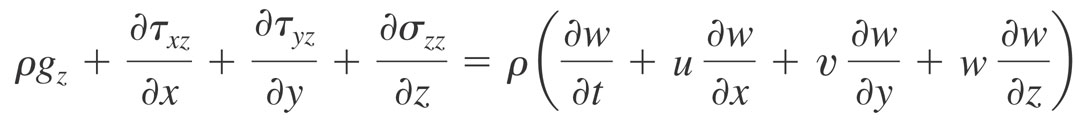 ρg_z + ∂τ_xz/∂x + ∂τ_yz/∂y + ∂σ_zz/∂z = ρ(∂w/∂t + u ∂w/∂x + v ∂w/∂y + w ∂w/∂z)